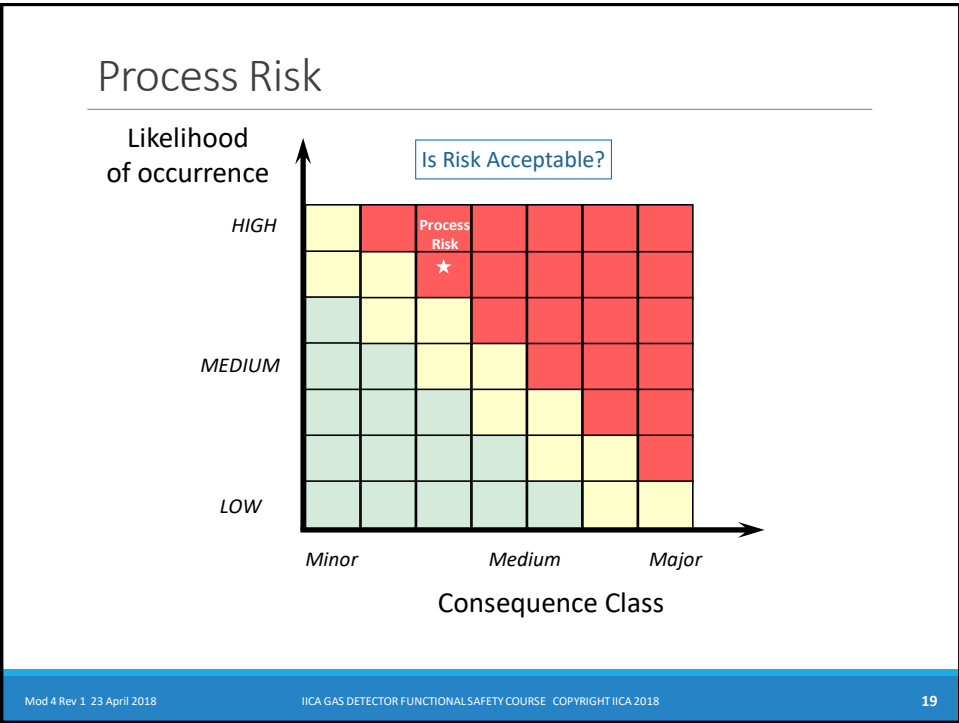 Process Risk
Likelihood
of occurrence
Is Risk Acceptable?
HIGH
Process
Risk
MEDIUM
LOW
Minor
Medium
Major
Consequence Class
Mod 4 Rev 1 23 April 2018
IICA GAS DETECTOR FUNCTIONAL SAFETY COURSE COPYRIGHT IICA 2018
19